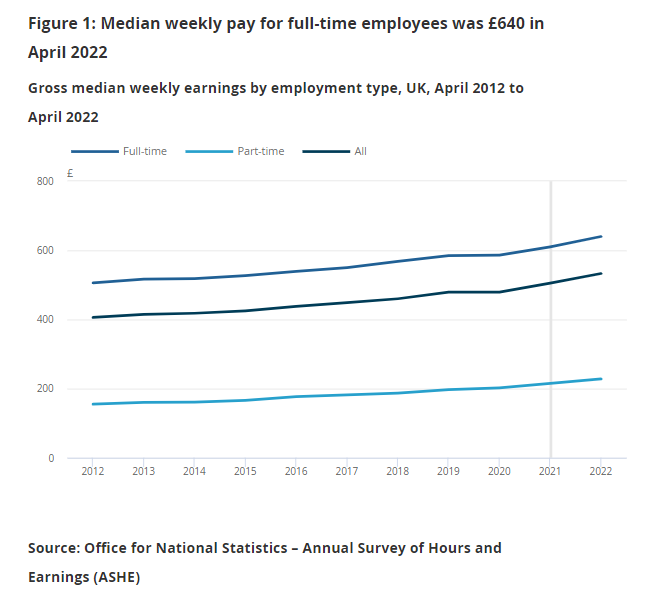 Figure 1: Median weekly pay for full-time employees was £640 in
April 2022
Gross median weekly earnings by employment type, UK, April 2012 to
April 2022
Full-time Part-time All
£
800
600
400
200
0
2012 2013 2014 2015 2016 2017 2018 2019 2020 2021 2022
Source: Office for National Statistics – Annual Survey of Hours and
Earnings (ASHE)